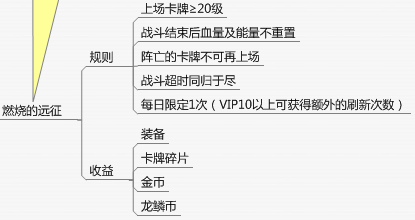 燃烧的远征
规则
上场卡牌≥20级
战斗结束后血量及能量不重置
阵亡的卡牌不可再上场
战斗超时同归于尽
每日限定1次（VIP10以上可获得额外的刷新次数）
收益
装备
卡牌碎片
金币
龙鳞币